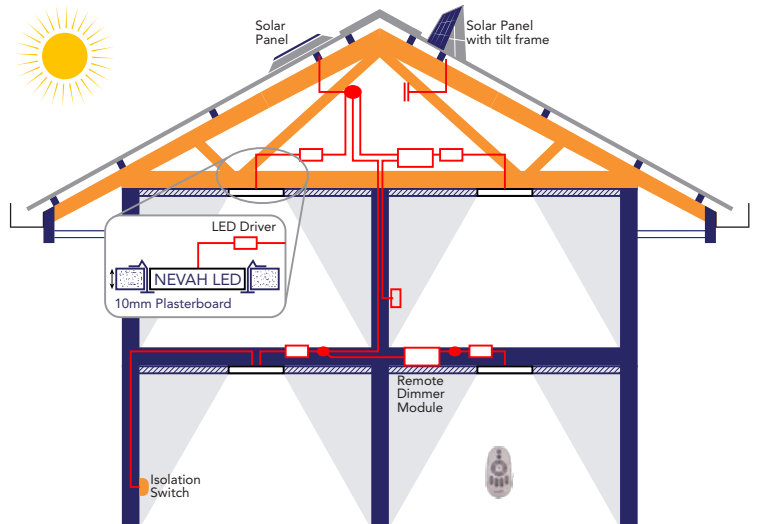 Solar
Panel
Solar Panel
with tilt frame
LED Driver
NEVAH LED
10mm Plasterboard
Remote
Dimmer
Module
Isolation
Switch